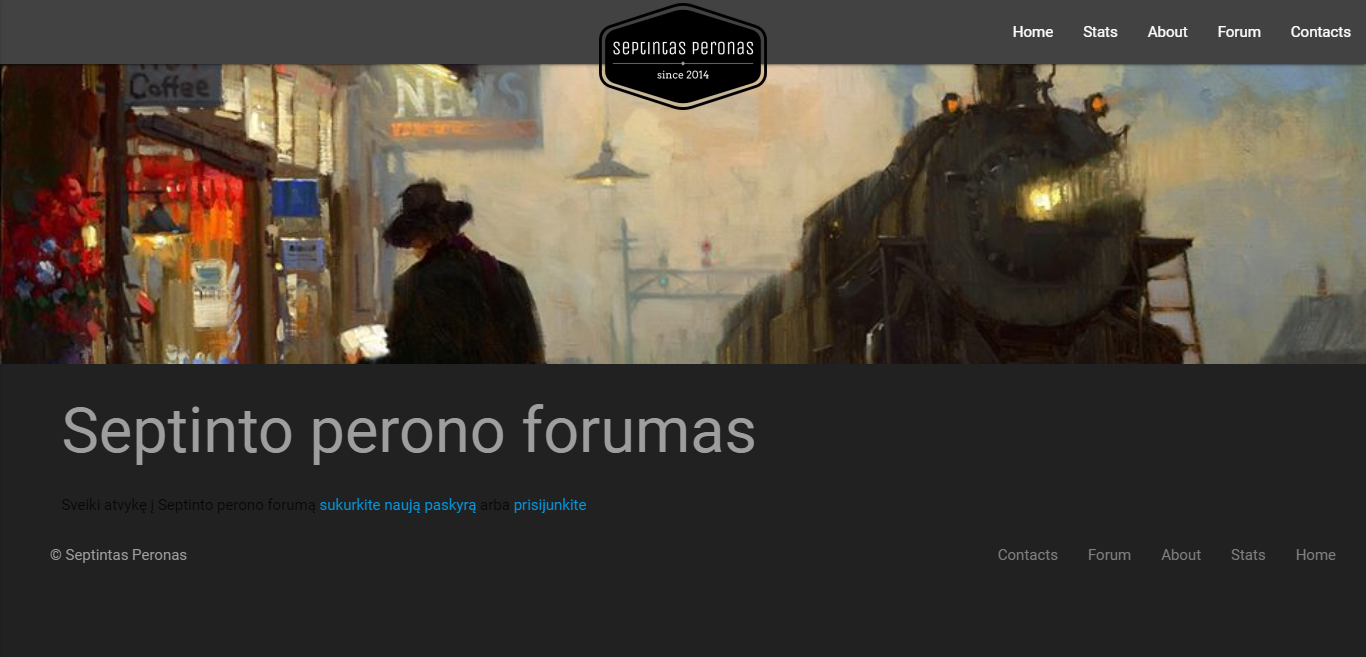 septintas peronas
since 2014
Home Stats About Forum Contacts
Coffee
NEWS
Septinto perono forumas
Sveiki atvykę į Septinto perono forumą sukurkite naują paskyrą arba prisijunkite
© Septintas Peronas
Contacts Forum About Stats Home